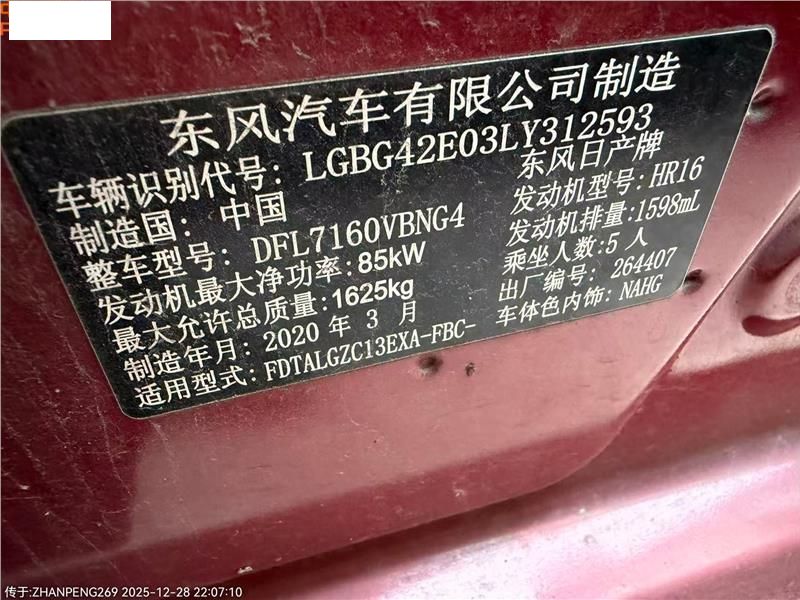 东风汽车有限公司制造
车辆识别代号: LGBG42E03LY312593
制造国: 中国 东风日产牌
整车型号: DFL7160VBNG4 发动机型号: HR16
发动机最大净功率: 85kW 发动机排量: 1598mL
最大允许总质量: 1625kg 乘坐人数: 5 人
制造年月: 2020 年 3 月 出厂编号: 264407
适用型式: FDTALGZC13EXA-FBC- 车体色内饰: NAHG
传于:ZHANPENG269 2025-12-28 22:07:10